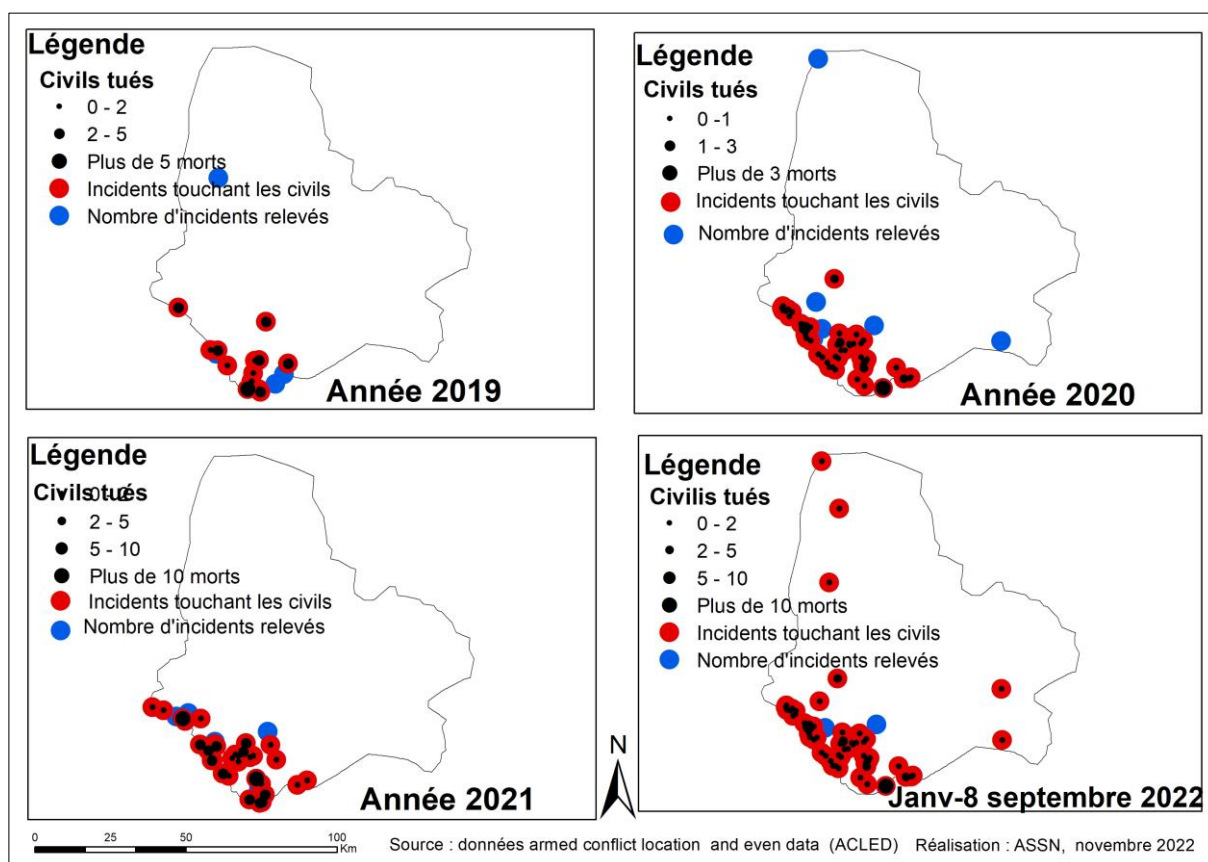 Légende
Civils tués
0 - 2
2 - 5
Plus de 5 morts
Incidents touchant les civils
Nombre d'incidents relevés
Année 2019
Légende
Civils tués
0 -1
1 - 3
Plus de 3 morts
Incidents touchant les civils
Nombre d'incidents relevés
Année 2020
Légende
Civils tués
0 - 2
2 - 5
5 - 10
Plus de 10 morts
Incidents touchant les civils
Nombre d'incidents relevés
Année 2021
Légende
Civilis tués
0 - 2
2 - 5
5 - 10
Plus de 10 morts
Incidents touchant les civils
Nombre d'incidents relevés
Janv-8 septembre 2022
N
0 25 50 100
Km
Source : données armed conflict location and even data (ACLED) Réalisation : ASSN, novembre 2022